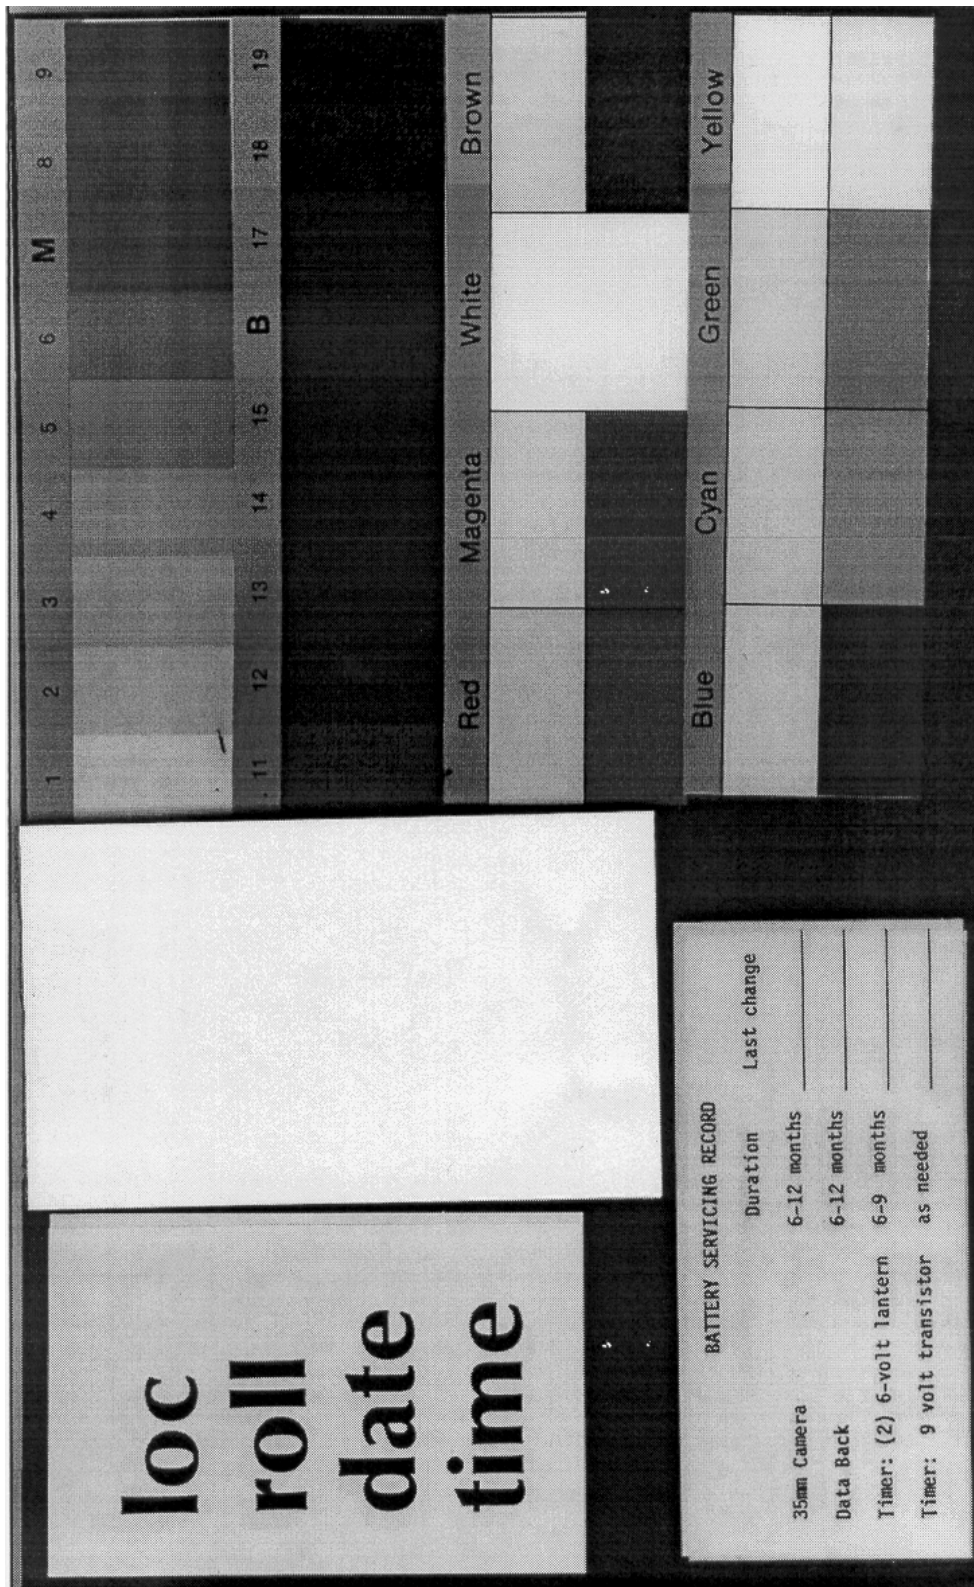 1 2 3 4 5 6 M 8 9
11 12 13 14 15 B 17 18 19
Red Magenta White Brown
Blue Cyan Green Yellow
loc
roll
date
time
BATTERY SERVICING RECORD
Duration Last change
35mm Camera 6-12 months
Data Back 6-12 months
Timer: (2) 6-volt lantern 6-9 months
Timer: 9 volt transistor as needed